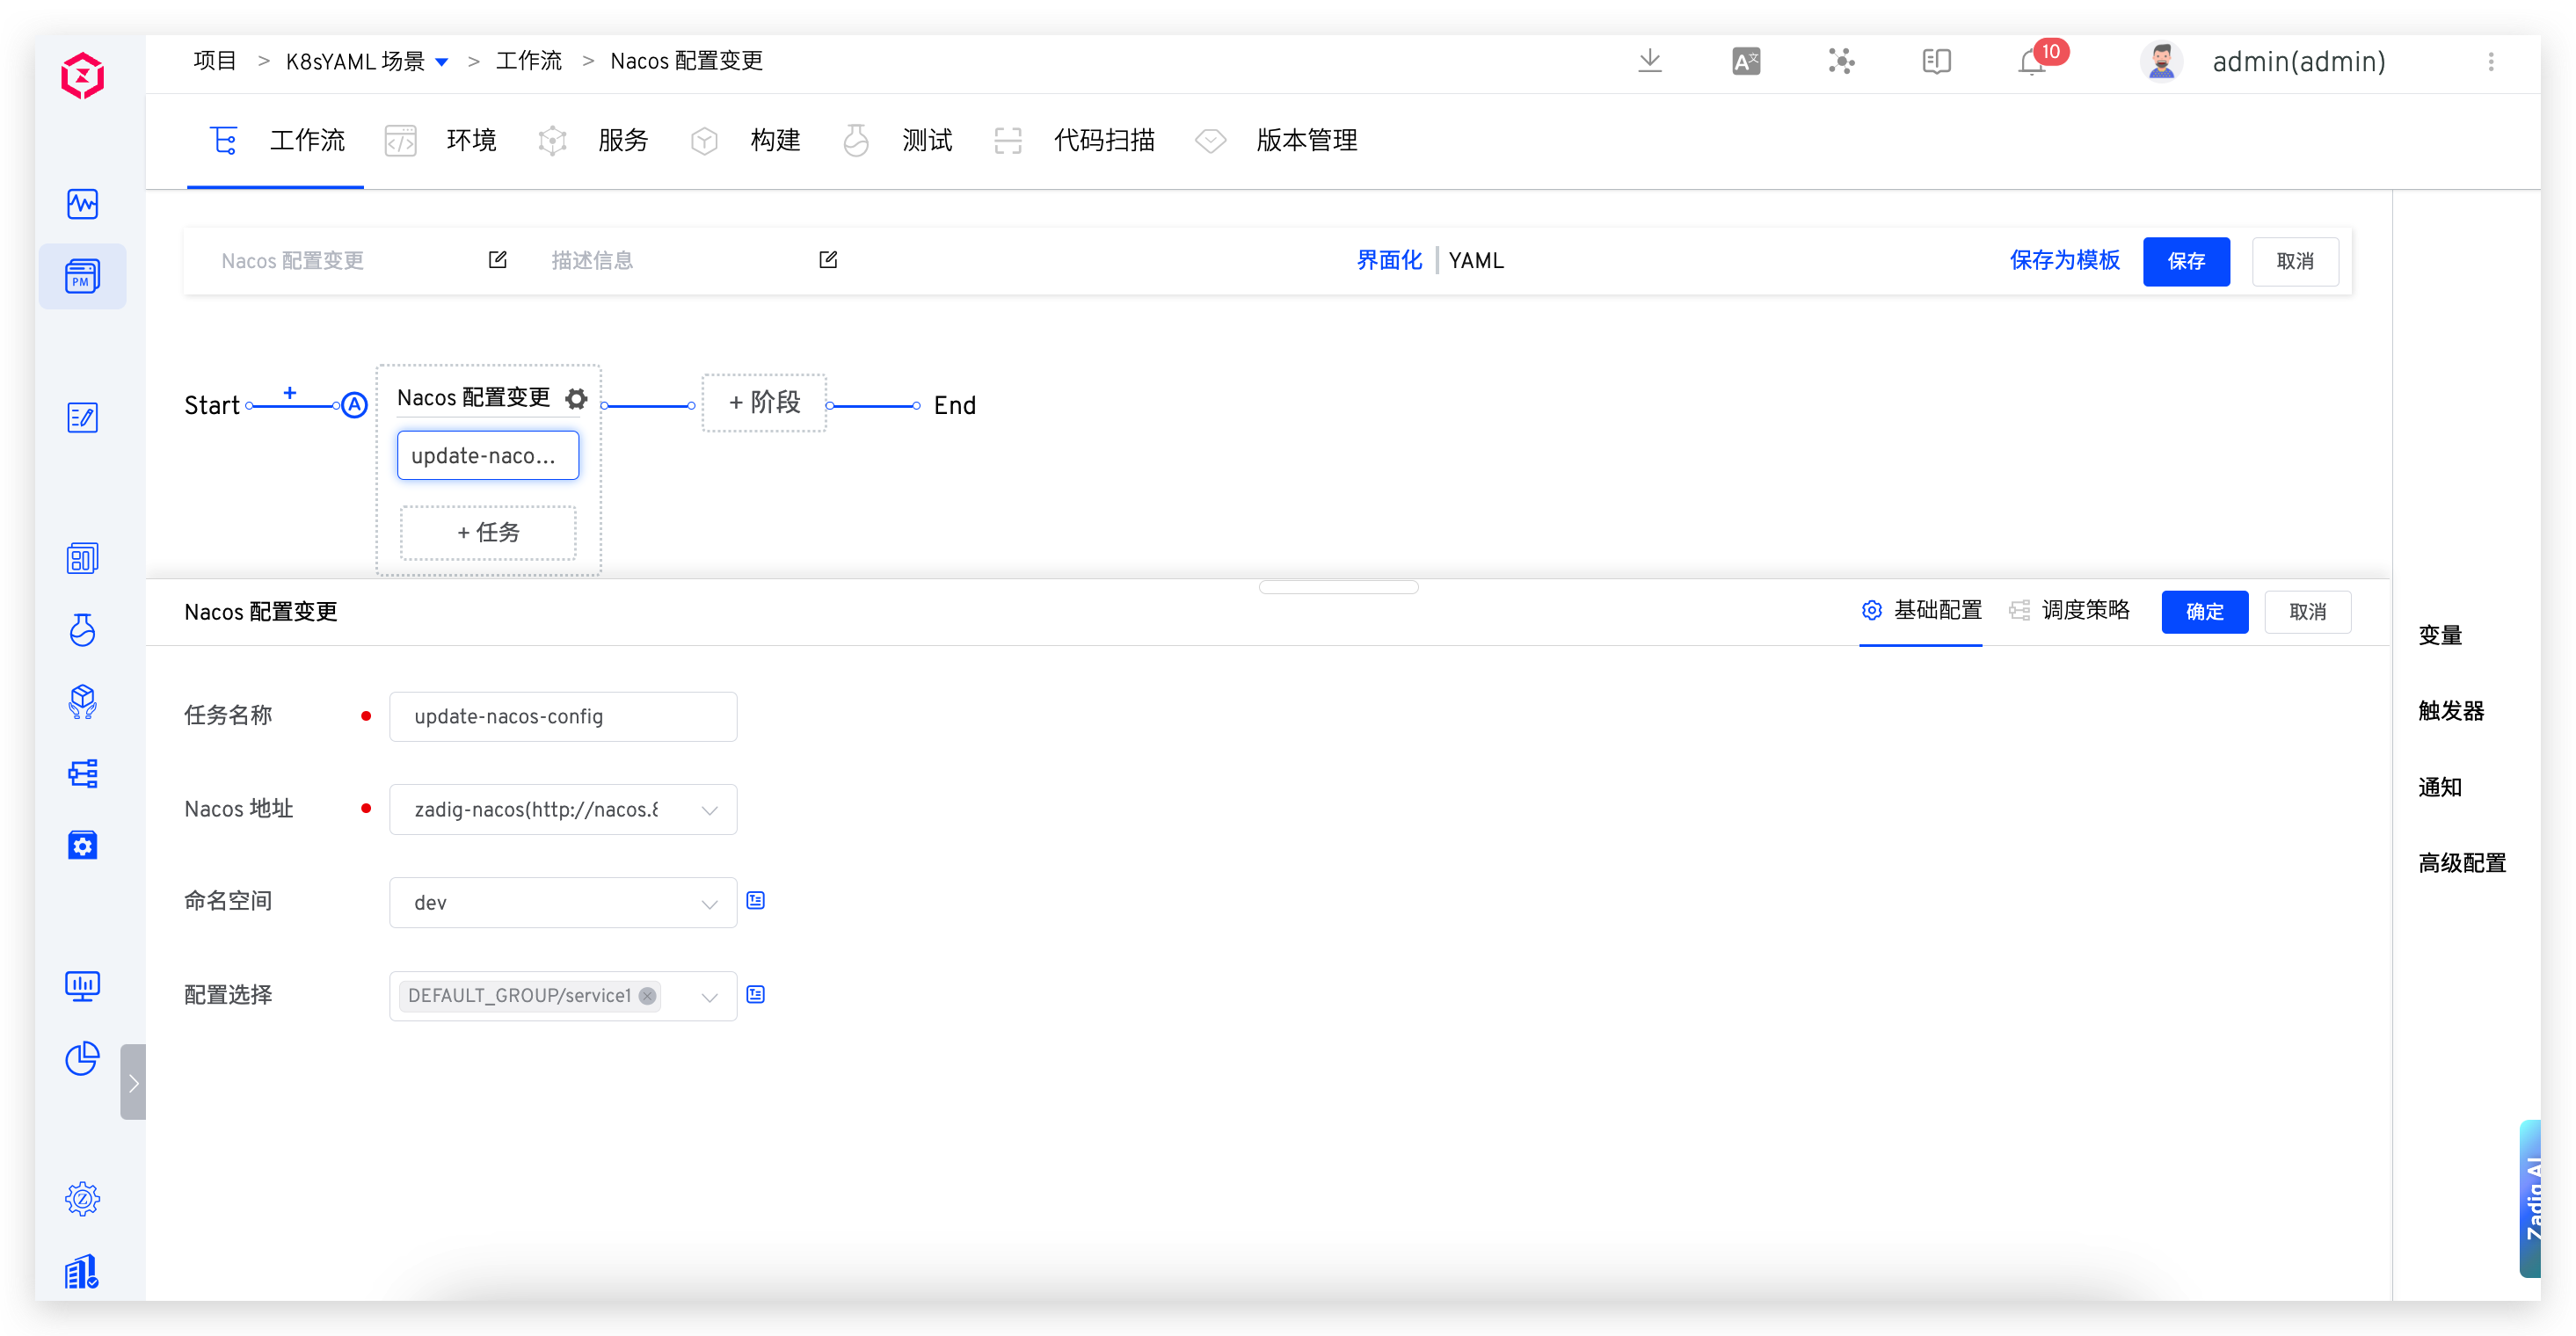 项目 > K8sYAML 场景 > 工作流 > Nacos 配置变更
10
admin(admin)
工作流 环境 服务 构建 测试 代码扫描 版本管理
PM
Nacos 配置变更 描述信息 界面化 YAML 保存为模板 保存 取消
Start + A Nacos 配置变更 + 阶段 End
update-naco...
+ 任务
Nacos 配置变更 基础配置 调度策略 确定 取消
任务名称 update-nacos-config
Nacos 地址 zadig-nacos(http://nacos.
命名空间 dev
配置选择 DEFAULT_GROUP/service1
变量
触发器
通知
高级配置
Zadig AI